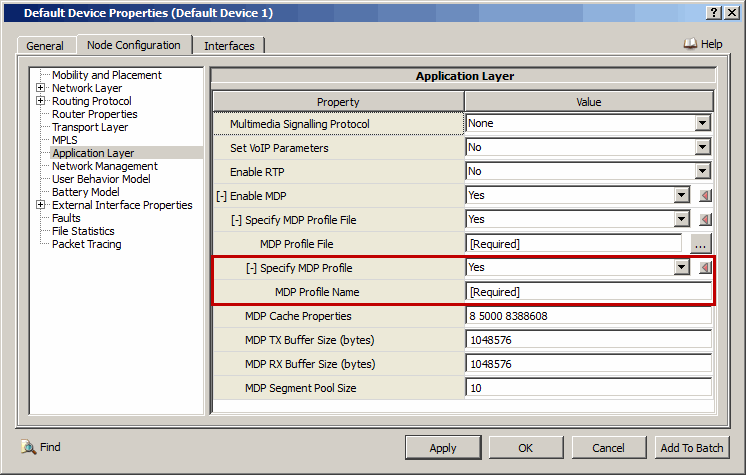 Default Device Properties (Default Device 1)
General Node Configuration Interfaces Help
Mobility and Placement
Network Layer
Routing Protocol
Router Properties
Transport Layer
MPLS
Application Layer
Network Management
User Behavior Model
Battery Model
External Interface Properties
Faults
File Statistics
Packet Tracing
Application Layer
Property Value
Multimedia Signalling Protocol None
Set VoIP Parameters No
Enable RTP No
[-] Enable MDP Yes
[-] Specify MDP Profile File Yes
MDP Profile File [Required] ...
[-] Specify MDP Profile Yes
MDP Profile Name [Required]
MDP Cache Properties 8 5000 8388608
MDP TX Buffer Size (bytes) 1048576
MDP RX Buffer Size (bytes) 1048576
MDP Segment Pool Size 10
Find Apply OK Cancel Add To Batch